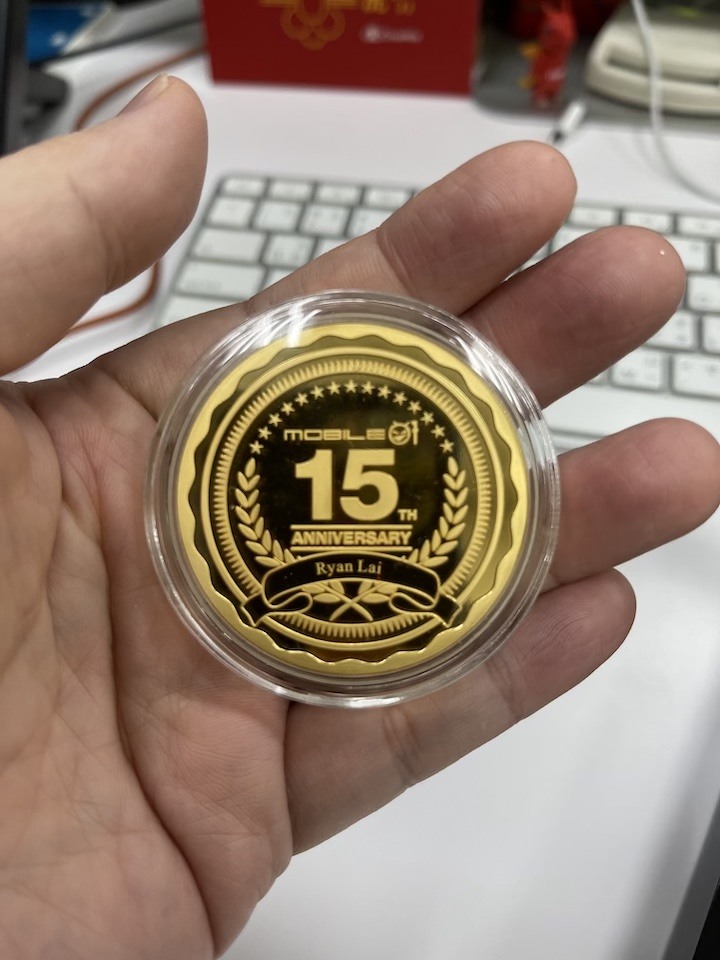 MOBILE01
15TH
ANNIVERSARY
Ryan Lai